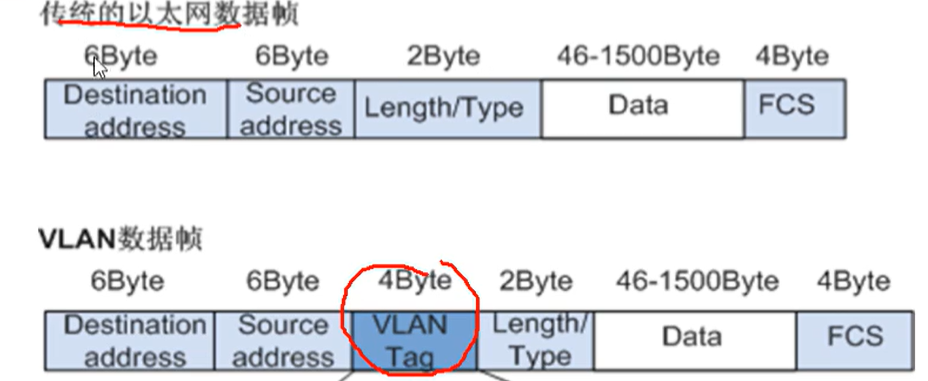 传统的以太网数据帧
6Byte 6Byte 2Byte 46-1500Byte 4Byte
Destination address Source address Length/Type Data FCS
VLAN数据帧
6Byte 6Byte 4Byte 2Byte 46-1500Byte 4Byte
Destination address Source address VLAN Tag Length/Type Data FCS